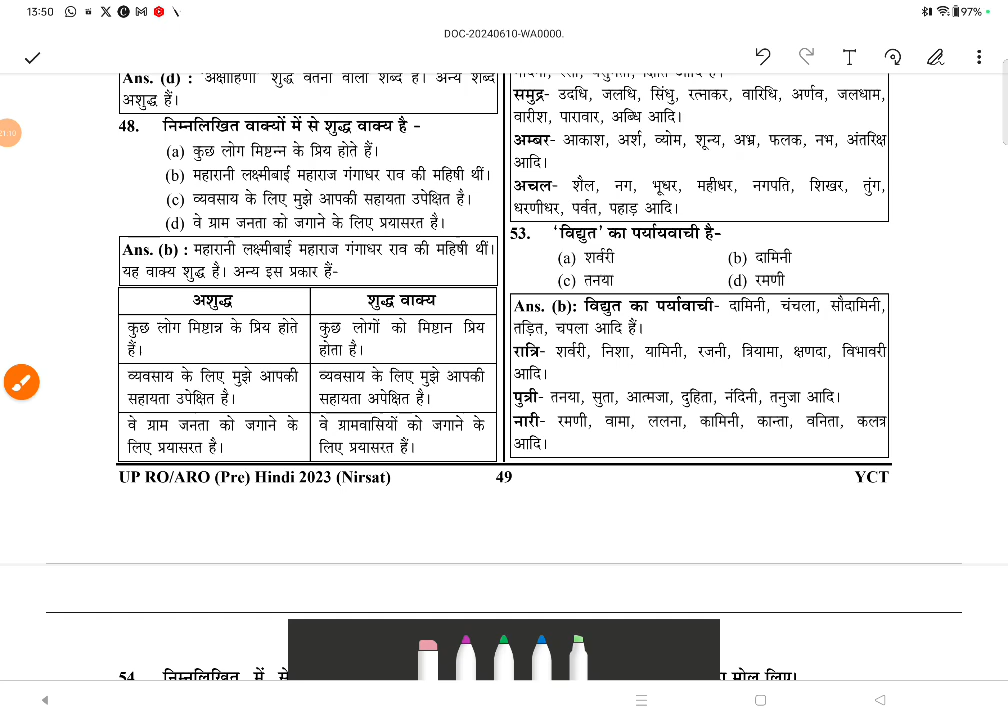 13:50
97%
DOC-20240610-WA0000.
Ans. (d) : 'अक्षौहिणी' शुद्ध वर्तनी वाला शब्द है। अन्य शब्द
अशुद्ध हैं।
48. निम्नलिखित वाक्यों में से शुद्ध वाक्य है -
(a) कुछ लोग मिष्टन्न के प्रिय होते हैं।
(b) महारानी लक्ष्मीबाई महाराज गंगाधर राव की महिषी थीं।
(c) व्यवसाय के लिए मुझे आपकी सहायता उपेक्षित है।
(d) वे ग्राम जनता को जगाने के लिए प्रयासरत है।
Ans. (b) : महारानी लक्ष्मीबाई महाराज गंगाधर राव की महिषी थीं।
यह वाक्य शुद्ध है। अन्य इस प्रकार हैं-
अशुद्ध शुद्ध वाक्य
कुछ लोग मिष्टान्न के प्रिय होते कुछ लोगों को मिष्टान प्रिय
हैं। होता है।
व्यवसाय के लिए मुझे आपकी व्यवसाय के लिए मुझे आपकी
सहायता उपेक्षित है। सहायता अपेक्षित है।
वे ग्राम जनता को जगाने के वे ग्रामवासियों को जगाने के
लिए प्रयासरत है। लिए प्रयासरत हैं।
समुद्र- उदधि, जलधि, सिंधु, रत्नाकर, वारिधि, अर्णव, जलधाम,
वारीश, पारावार, अब्धि आदि।
अम्बर- आकाश, अर्श, व्योम, शून्य, अभ्र, फलक, नभ, अंतरिक्ष
आदि।
अचल- शैल, नग, भूधर, महीधर, नगपति, शिखर, तुंग,
धरणीधर, पर्वत, पहाड़ आदि।
53. 'विद्युत' का पर्यायवाची है-
(a) शर्वरी (b) दामिनी
(c) तनया (d) रमणी
Ans. (b): विद्युत का पर्यावाची- दामिनी, चंचला, सौदामिनी,
तड़ित, चपला आदि हैं।
रात्रि- शर्वरी, निशा, यामिनी, रजनी, त्रियामा, क्षणदा, विभावरी
आदि।
पुत्री- तनया, सुता, आत्मजा, दुहिता, नंदिनी, तनुजा आदि।
नारी- रमणी, वामा, ललना, कामिनी, कान्ता, वनिता, कलत्र
आदि।
UP RO/ARO (Pre) Hindi 2023 (Nirsat) 49 YCT
54. निम्नलिखित में से
मोल लिए।